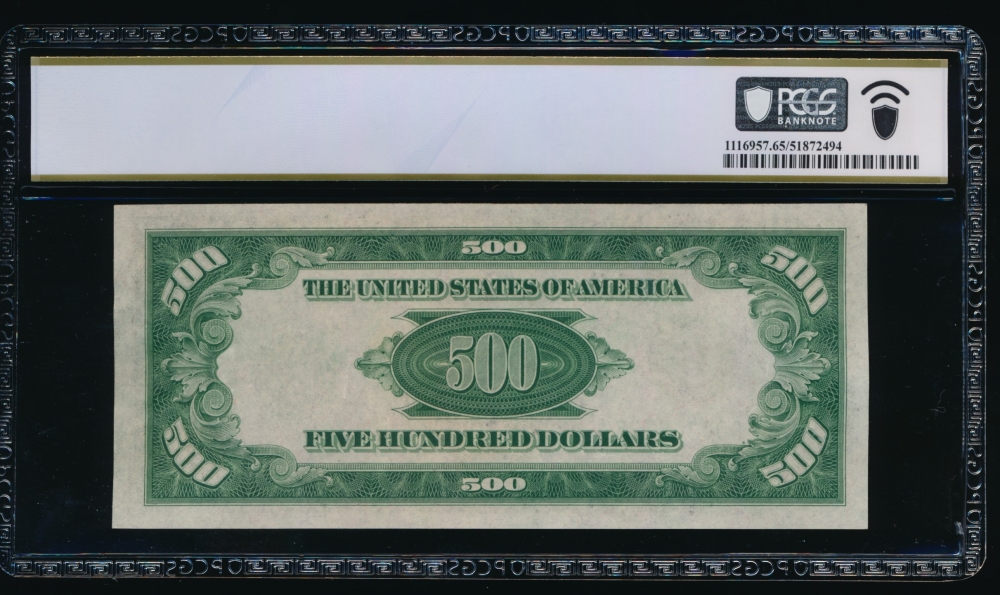 PCGS
BANKNOTE
1116957.65/51872494
500
500 500
THE UNITED STATES OF AMERICA
500
FIVE HUNDRED DOLLARS
500 500
500